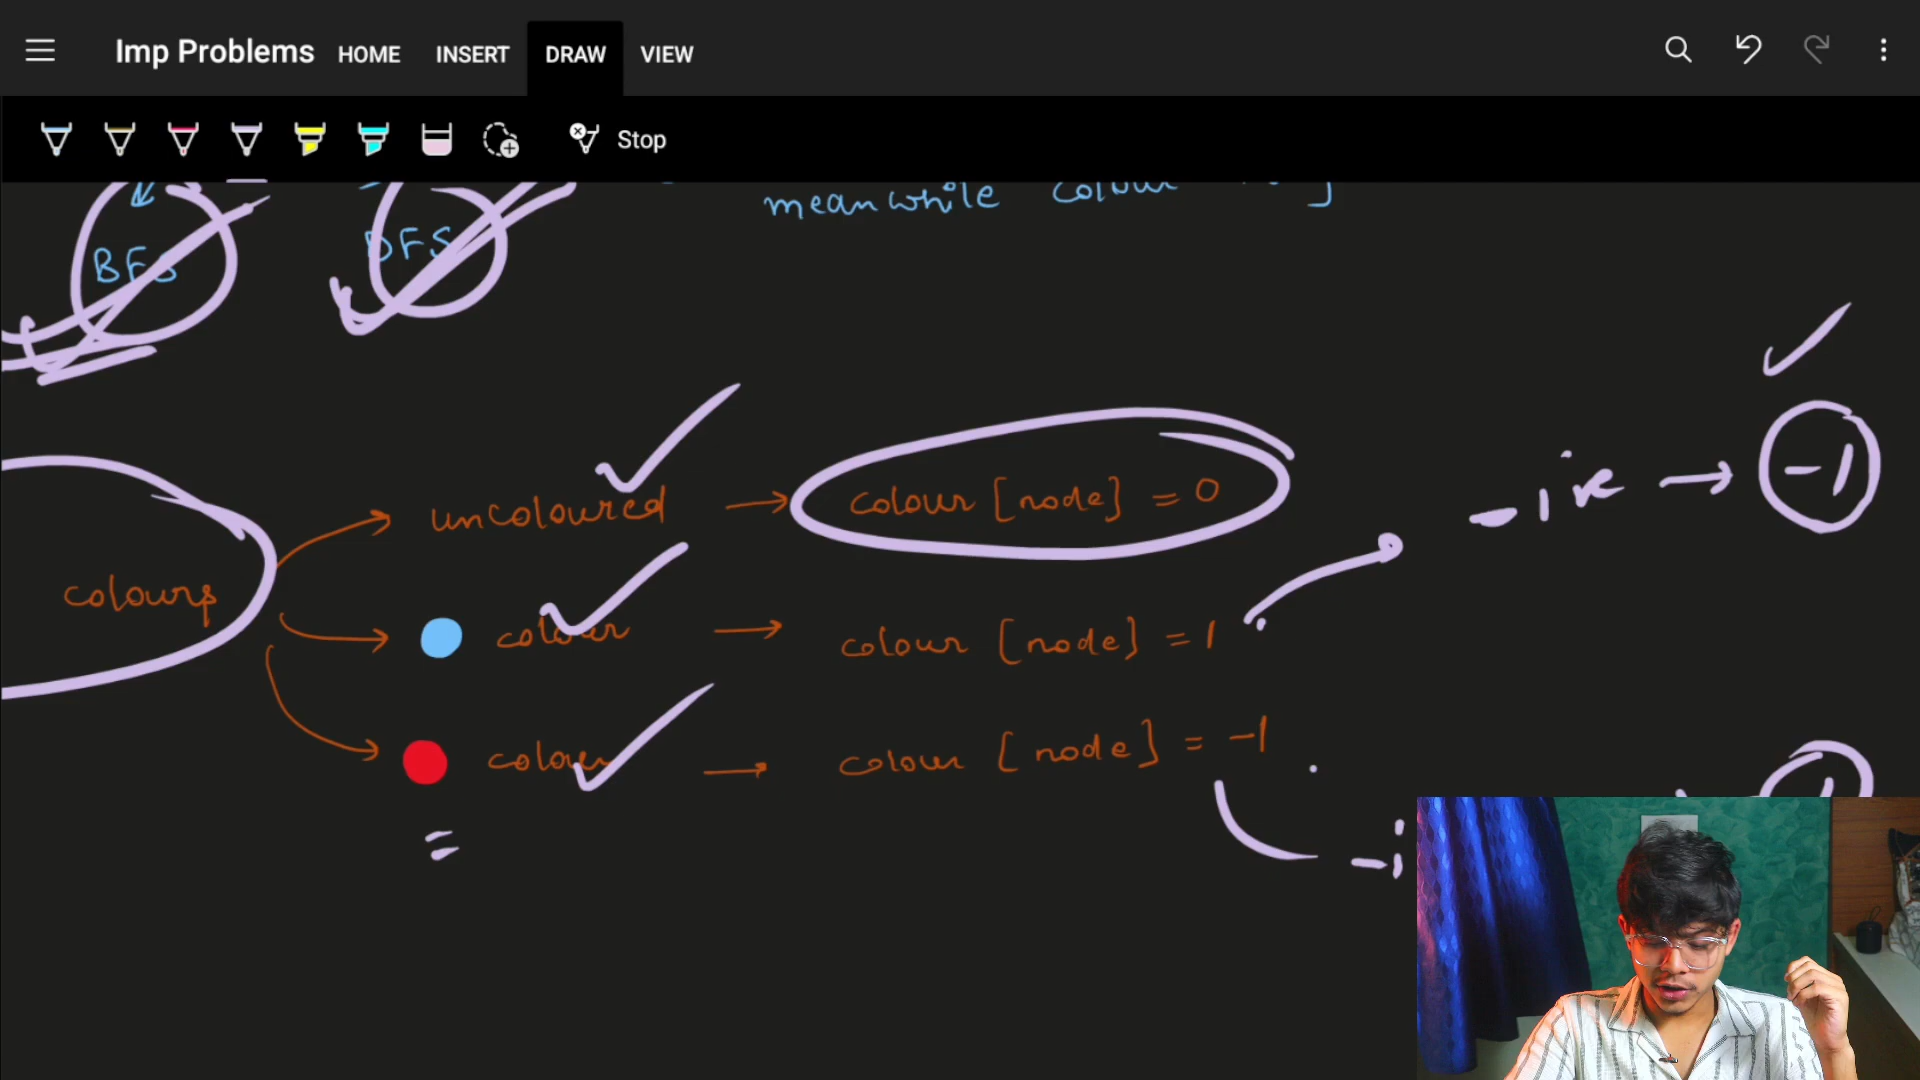 Imp Problems HOME INSERT DRAW VIEW
Stop
meanwhile colour
BFS DFS
uncoloured → colour [node] = 0
-ive → -1
colours
colour → colour [node] = 1
colour → colour [node] = -1